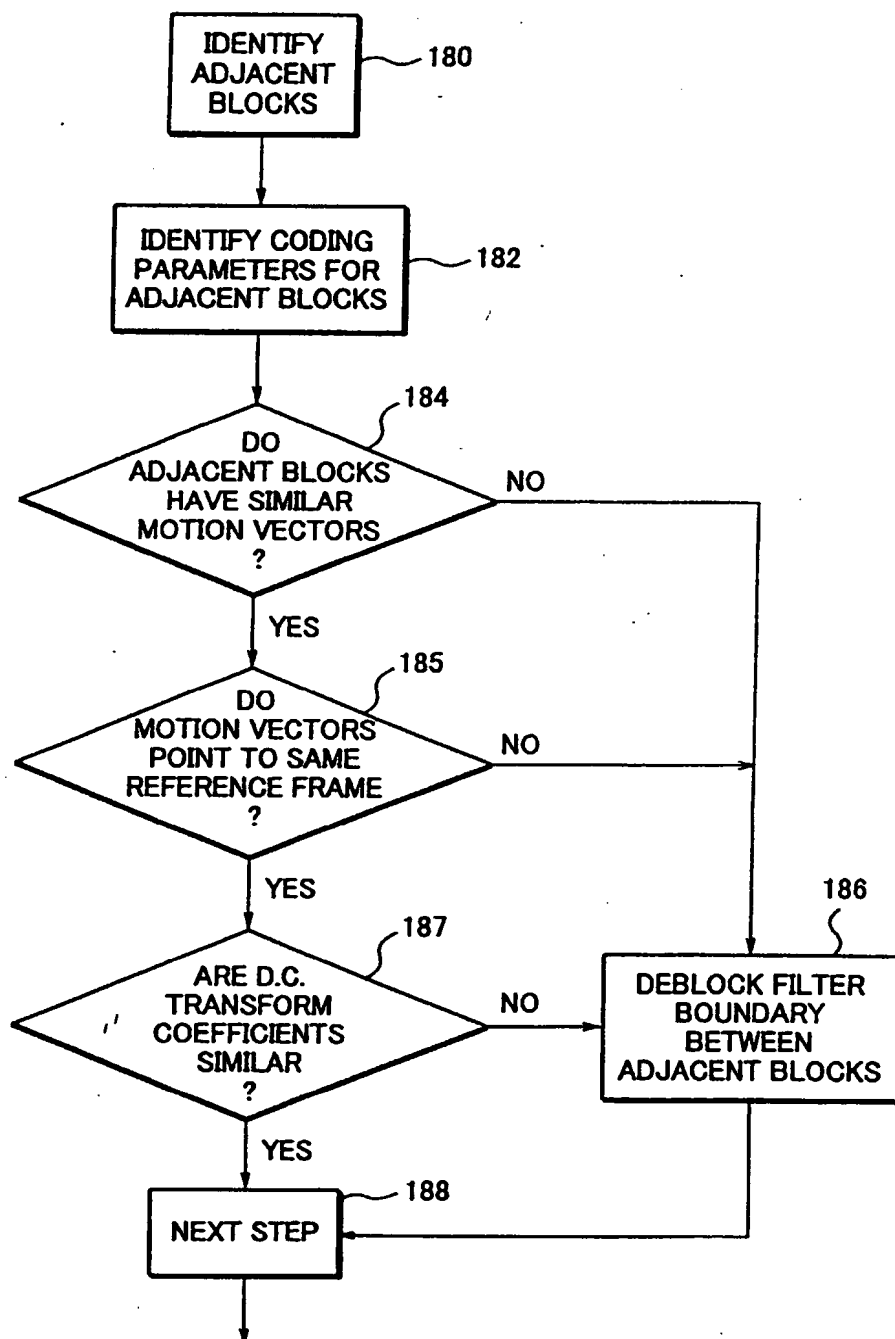 IDENTIFY
ADJACENT
BLOCKS
180
IDENTIFY CODING
PARAMETERS FOR
ADJACENT BLOCKS
182
184
DO
ADJACENT BLOCKS
HAVE SIMILAR
MOTION VECTORS
?
NO
YES
185
DO
MOTION VECTORS
POINT TO SAME
REFERENCE FRAME
?
NO
YES
187
ARE D.C.
TRANSFORM
COEFFICIENTS
SIMILAR
?
NO
186
DEBLOCK FILTER
BOUNDARY
BETWEEN
ADJACENT BLOCKS
YES
188
NEXT STEP